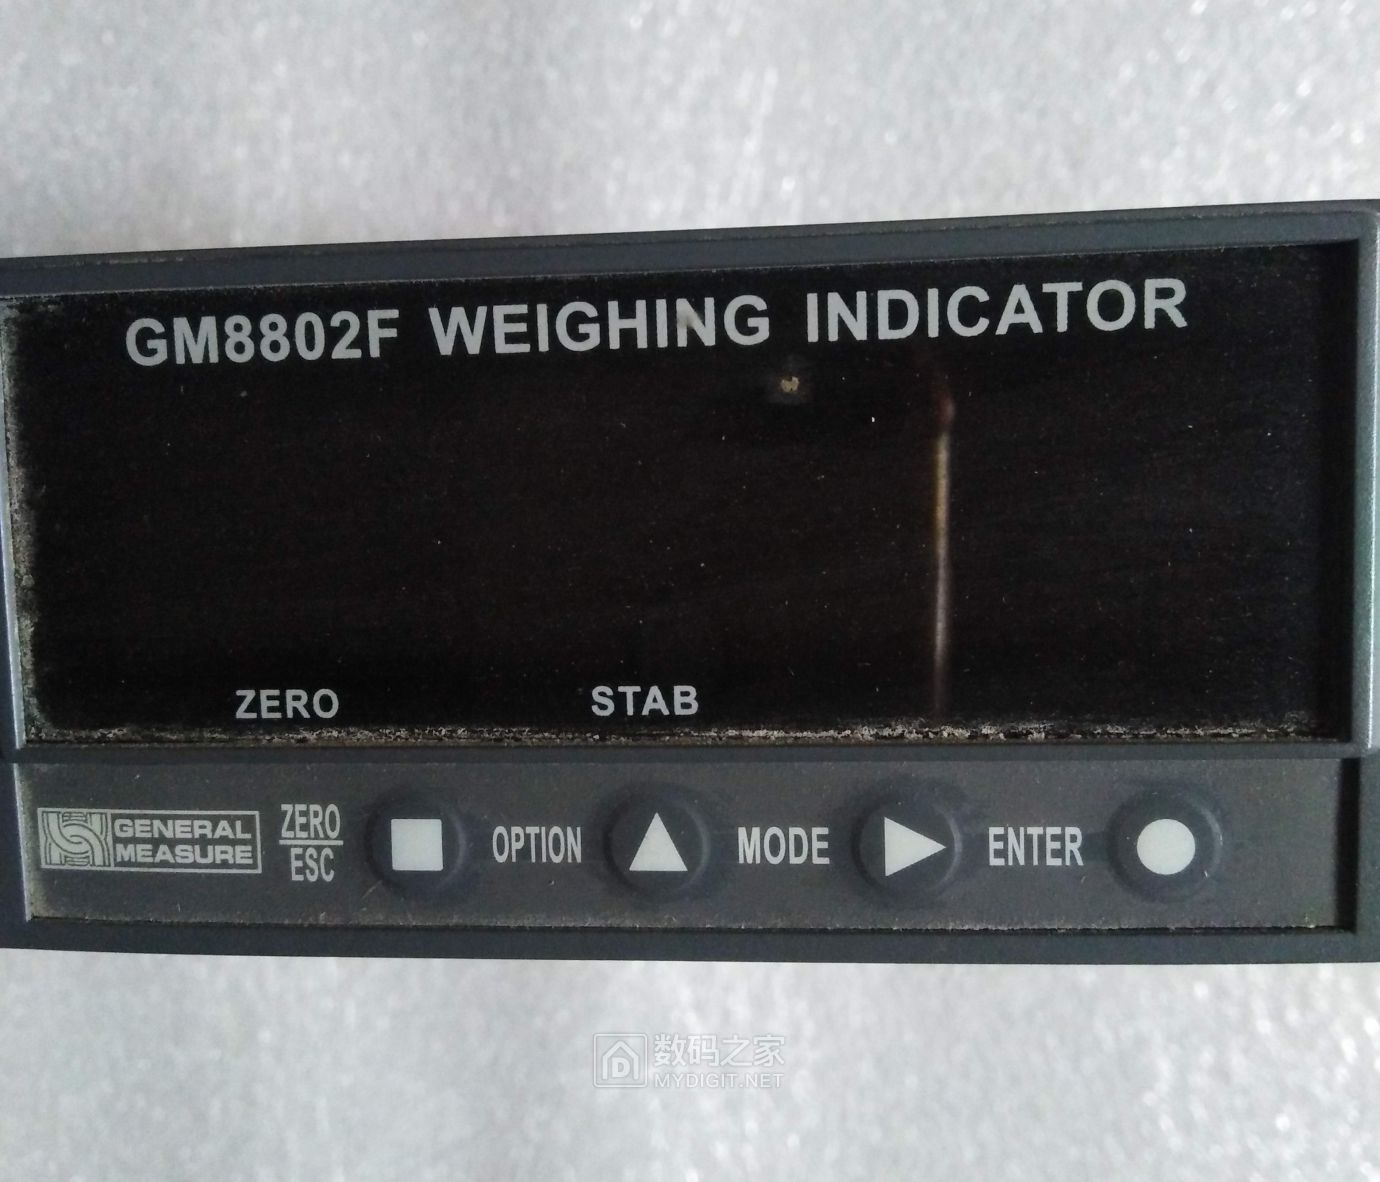 GM8802F WEIGHING INDICATOR
ZERO STAB
GENERAL
MEASURE
ZERO
ESC
OPTION MODE ENTER
数码之家
MYDIGIT.NET